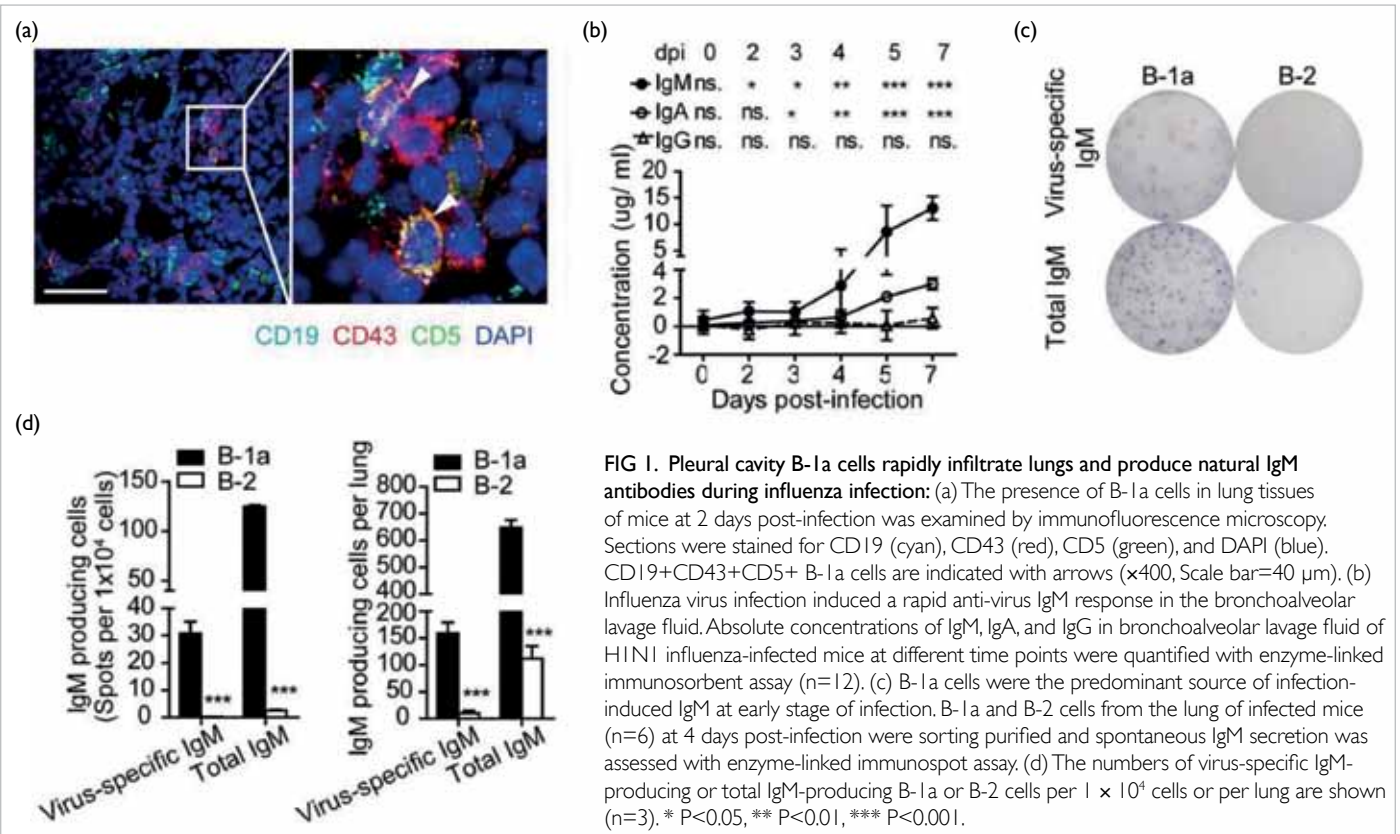 (a)
CD19 CD43 CD5 DAPI
(b)
dpi 0 2 3 4 5 7
IgM ns. * * ** *** ***
IgA ns. ns. * ** *** ***
IgG ns. ns. ns. ns. ns. ns.
Concentration (ug/ ml)
15
10
5
4
2
0
-2
0 2 3 4 5 7
Days post-infection
(c)
B-1a B-2
Virus-specific
IgM
Total IgM
(d)
B-1a
B-2
IgM producing cells
(Spots per 1x10⁴ cells)
150
100
50
40
30
20
10
0
***
***
Virus-specific IgM
Total IgM
B-1a
B-2
IgM producing cells per lung
800
700
600
500
400
200
150
100
50
0
***
***
Virus-specific IgM
Total IgM
FIG 1. Pleural cavity B-1a cells rapidly infiltrate lungs and produce natural IgM
antibodies during influenza infection: (a) The presence of B-1a cells in lung tissues
of mice at 2 days post-infection was examined by immunofluorescence microscopy.
Sections were stained for CD19 (cyan), CD43 (red), CD5 (green), and DAPI (blue).
CD19+CD43+CD5+ B-1a cells are indicated with arrows (×400, Scale bar=40 µm). (b)
Influenza virus infection induced a rapid anti-virus IgM response in the bronchoalveolar
lavage fluid. Absolute concentrations of IgM, IgA, and IgG in bronchoalveolar lavage fluid of
H1N1 influenza-infected mice at different time points were quantified with enzyme-linked
immunosorbent assay (n=12). (c) B-1a cells were the predominant source of infection-
induced IgM at early stage of infection. B-1a and B-2 cells from the lung of infected mice
(n=6) at 4 days post-infection were sorting purified and spontaneous IgM secretion was
assessed with enzyme-linked immunospot assay. (d) The numbers of virus-specific IgM-
producing or total IgM-producing B-1a or B-2 cells per 1 × 10⁴ cells or per lung are shown
(n=3). * P<0.05, ** P<0.01, *** P<0.001.